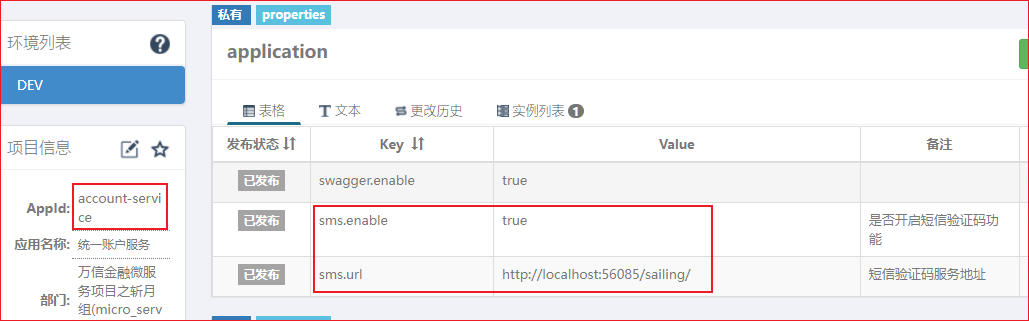 私有 properties
环境列表
DEV
application
表格 文本 更改历史 实例列表 1
项目信息
发布状态 Key Value 备注
AppId: account-servi
ce
应用名称: 统一账户服务
部门: 万信金融微服
务项目之斩月
组(micro_serv
已发布 swagger.enable true
已发布 sms.enable true 是否开启短信验证码功
能
已发布 sms.url http://localhost:56085/sailing/ 短信验证码服务地址